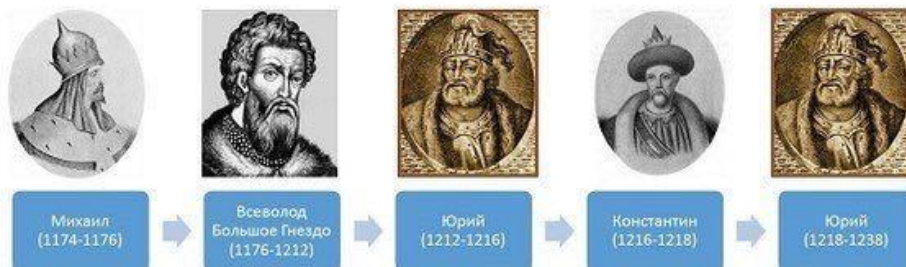 Михаил
(1174-1176)
Всеволод
Большое Гнездо
(1176-1212)
Юрий
(1212-1216)
Константин
(1216-1218)
Юрий
(1218-1238)